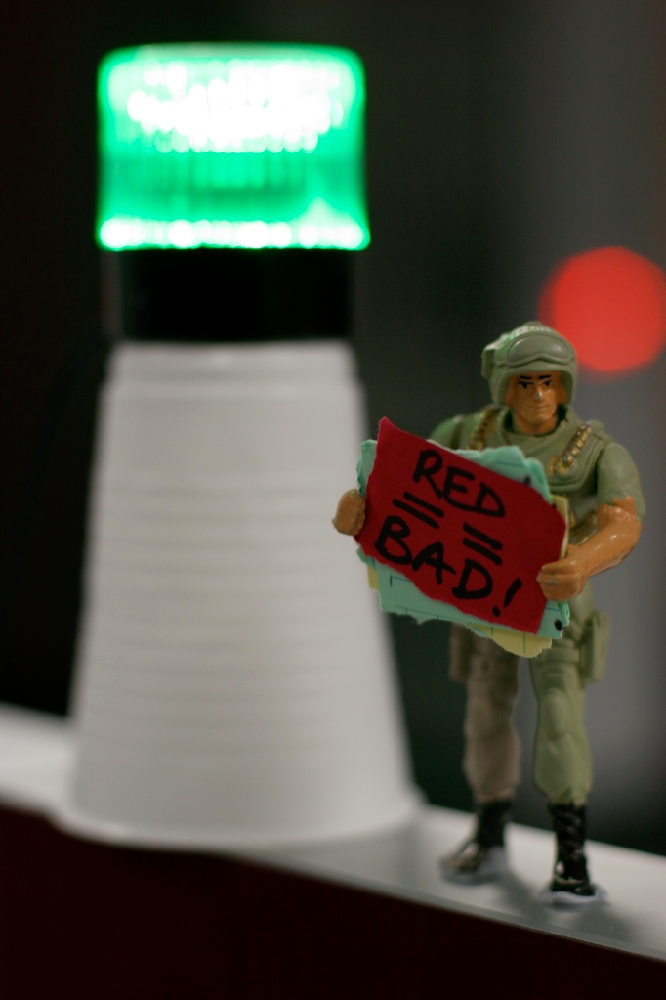 RED
= =
BAD!